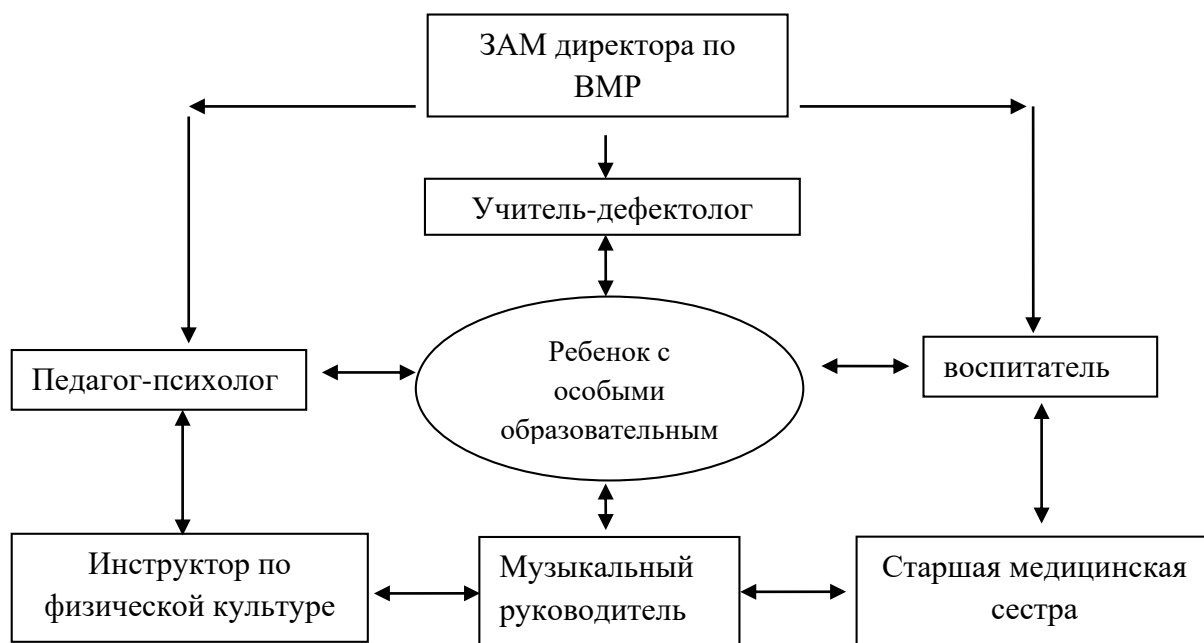 ЗАМ директора по
ВМР
Учитель-дефектолог
Педагог-психолог
Ребенок с
особыми
образовательным
воспитатель
Инструктор по
физической культуре
Музыкальный
руководитель
Старшая медицинская
сестра